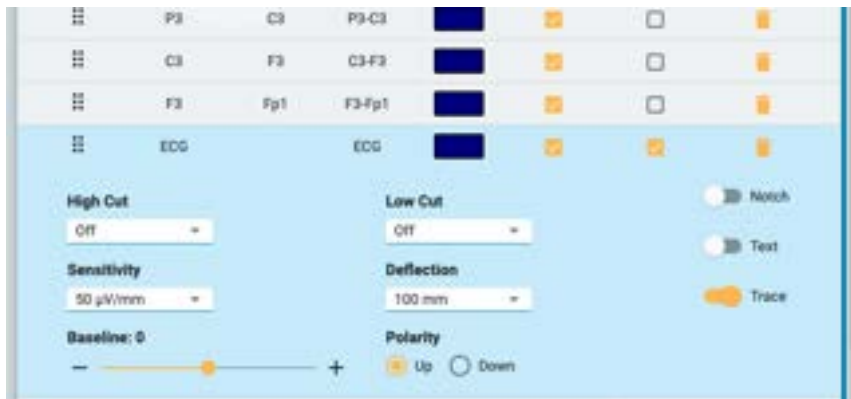 P3 C3 P3-C3
C3 F3 C3-F3
F3 Fp1 F3-Fp1
ECG ECG
High Cut Low Cut Notch
Off Off
Text
Sensitivity Deflection
50 µV/mm 100 mm Trace
Baseline: 0 Polarity
− + Up Down